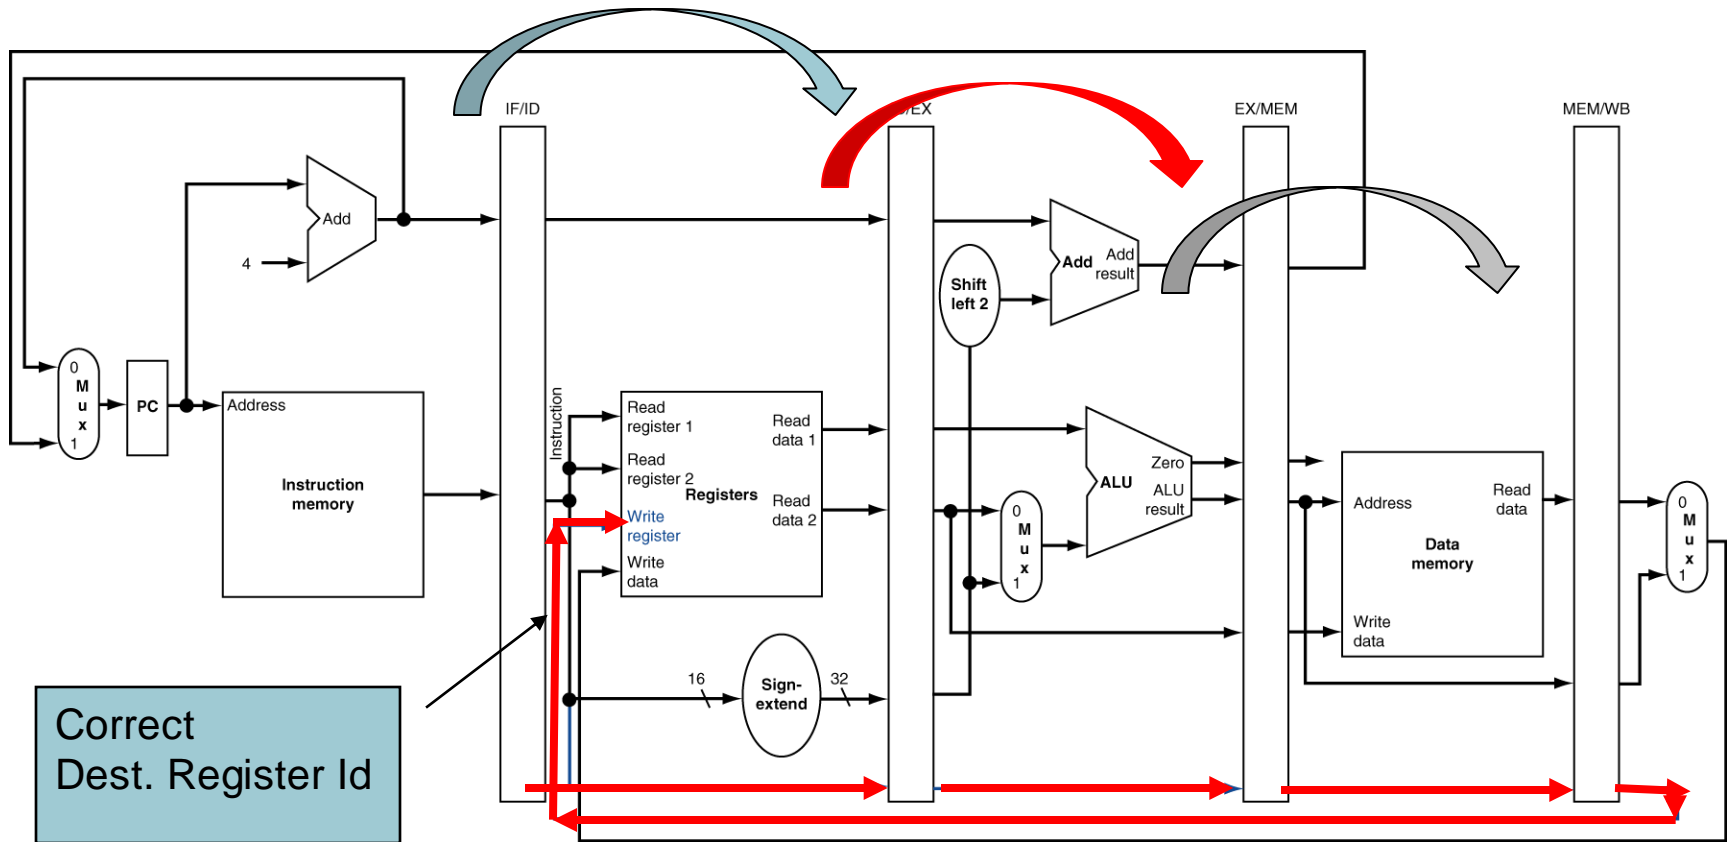 IF/ID
/EX
EX/MEM
MEM/WB
Add
4
Add
Add
result
Shift
left 2
0
M
u
x
1
PC
Address
Instruction
memory
Instruction
Read
register 1
Read
register 2
Write
register
Write
data
Registers
Read
data 1
Read
data 2
0
M
u
x
1
Zero
ALU
ALU
result
Address
Read
data
Data
memory
Write
data
0
M
u
x
1
16
Sign-
extend
32
Correct
Dest. Register Id